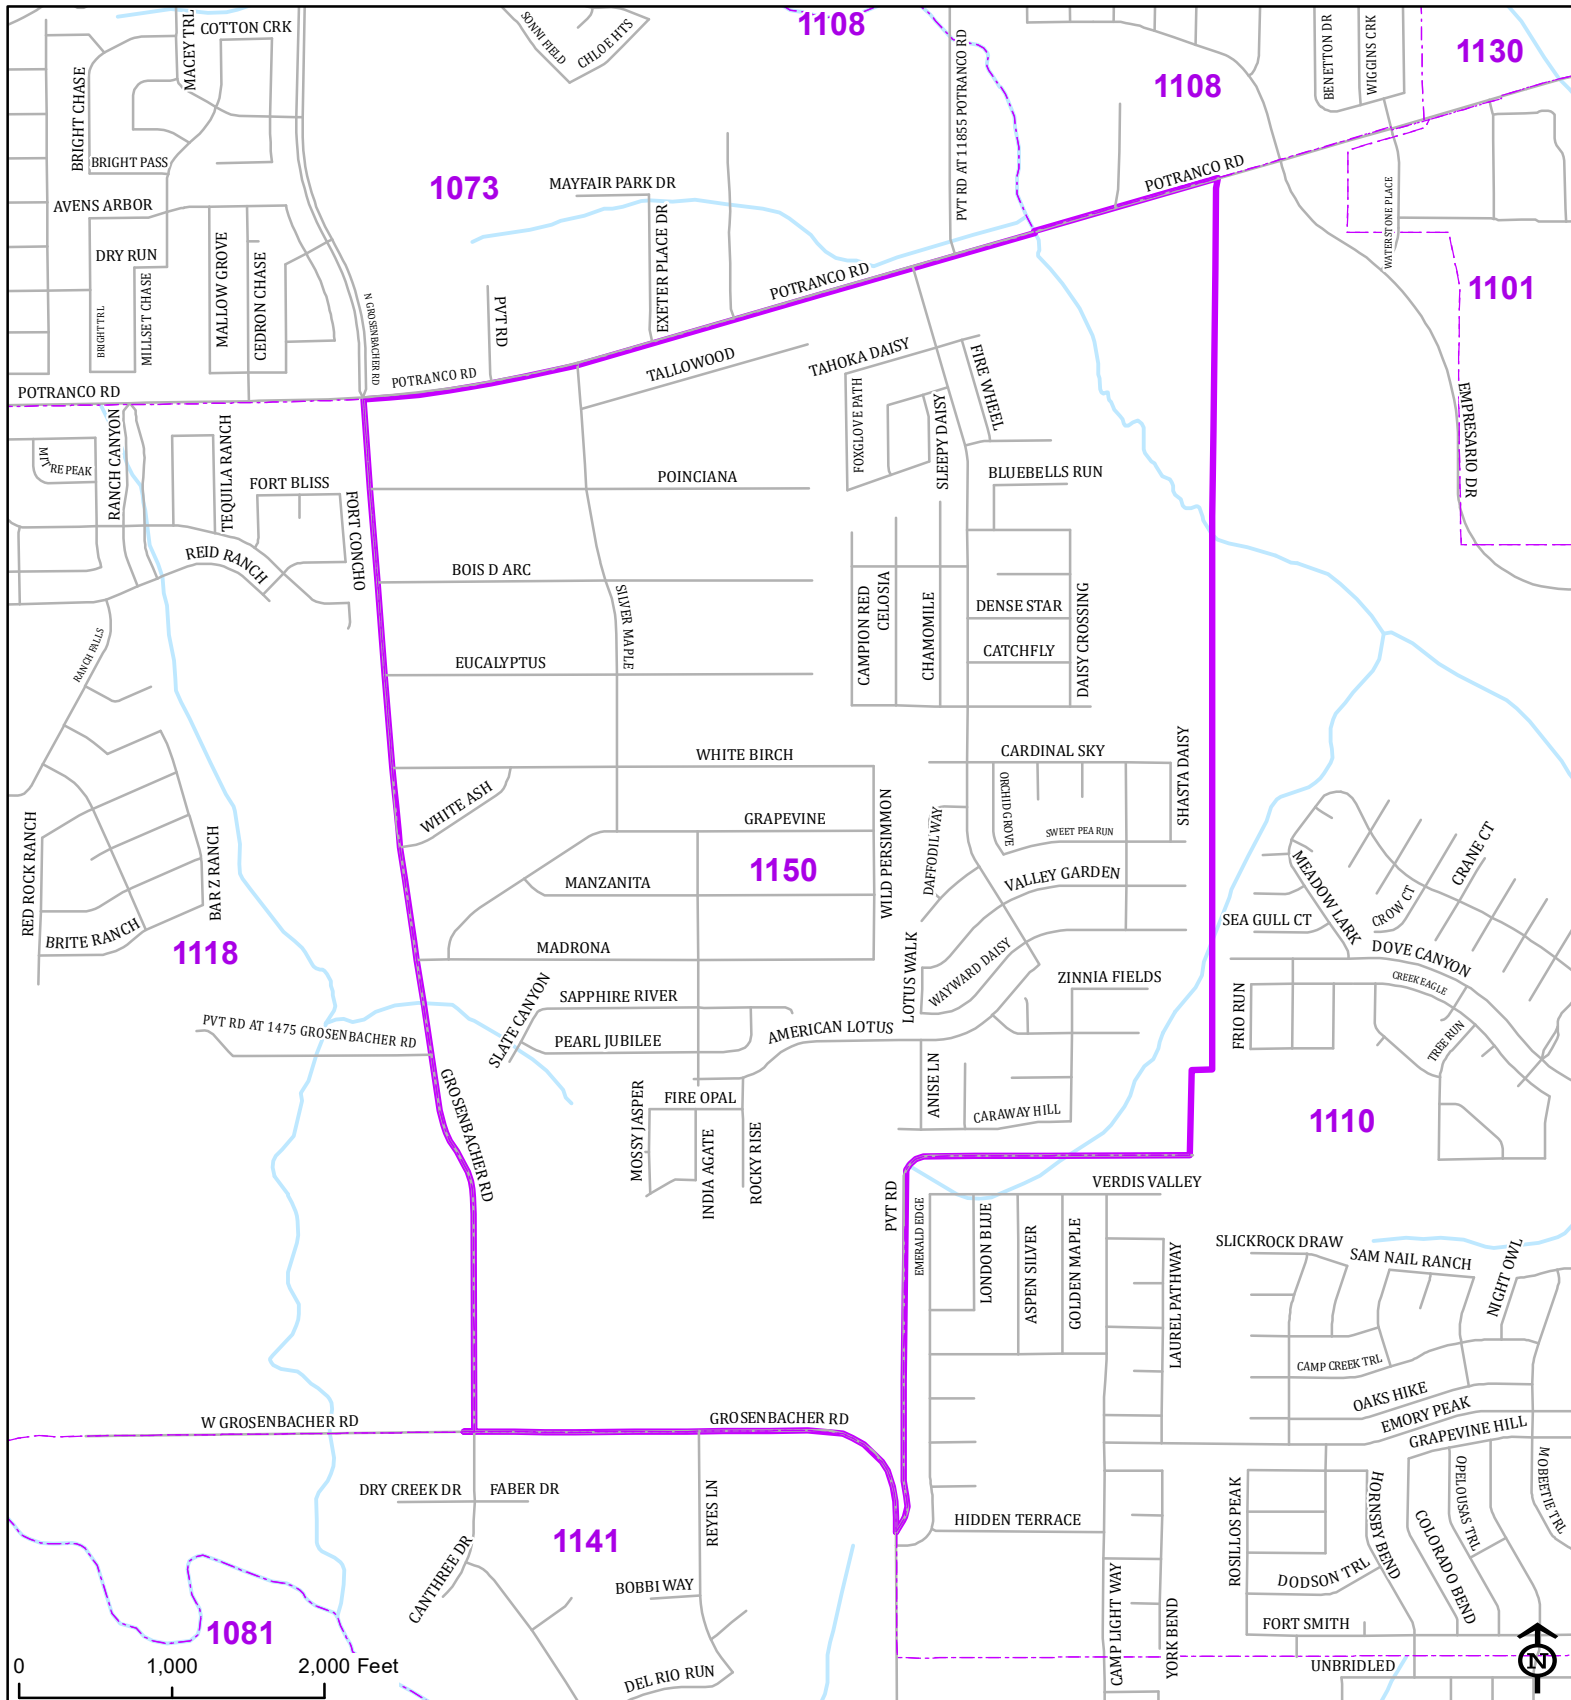 SONNI FIELD
CHLOE HTS
1108
PVT RD AT 11855 POTRANCO RD
BENETTON DR
WIGGINS CRK
1130
MACEY TRL
COTTON CRK
1108
BRIGHT CHASE
BRIGHT PASS
1073
MAYFAIR PARK DR
POTRANCO RD
AVENS ARBOR
WATERSTONE PLACE
DRY RUN
MALLOW GROVE
CEDRON CHASE
EXETER PLACE DR
POTRANCO RD
1101
BRIGHT TRL
MILLSET CHASE
N GROSENBACHER RD
PVT RD
POTRANCO RD
POTRANCO RD
TALLOWOOD
TAHOKA DAISY
FIRE WHEEL
EMPRESARIO DR
RANCH CANYON
TEQUILA RANCH
MITRE PEAK
FORT BLISS
FORT CONCHO
POINCIANA
FOXGLOVE PATH
SLEEPY DAISY
BLUEBELLS RUN
REID RANCH
BOIS D ARC
SILVER MAPLE
CAMPION RED
CELOSIA
CHAMOMILE
DENSE STAR
CATCHFLY
DAISY CROSSING
RANCH FALLS
EUCALYPTUS
WHITE BIRCH
CARDINAL SKY
SHASTA DAISY
WHITE ASH
GRAPEVINE
WILD PERSIMMON
ORCHID GROVE
SWEET PEA RUN
DAFFODIL WAY
VALLEY GARDEN
RED ROCK RANCH
BAR Z RANCH
1150
MANZANITA
MEADOW LARK
CRANE CT
CROW CT
SEA GULL CT
BRITE RANCH
1118
MADRONA
LOTUS WALK
WAYWARD DAISY
DOVE CANYON
CREEK EAGLE
ZINNIA FIELDS
SLATE CANYON
SAPPHIRE RIVER
PEARL JUBILEE
AMERICAN LOTUS
PVT RD AT 1475 GROSENBACHER RD
FRIO RUN
TREE RUN
GROSENBACHER RD
MOSSY JASPER
FIRE OPAL
INDIA AGATE
ROCKY RISE
ANISE LN
CARAWAY HILL
1110
PVT RD
EMERALD EDGE
VERDIS VALLEY
LONDON BLUE
ASPEN SILVER
GOLDEN MAPLE
LAUREL PATHWAY
SLICKROCK DRAW
SAM NAIL RANCH
NIGHT OWL
CAMP CREEK TRL
OAKS HIKE
EMORY PEAK
GRAPEVINE HILL
W GROSENBACHER RD
GROSENBACHER RD
DRY CREEK DR
FABER DR
REYES LN
HIDDEN TERRACE
ROSILLOS PEAK
HORNSBY BEND
OPELOUSAS TRL
COLORADO BEND
MOBEETIE TRL
1141
CANTHREE DR
BOBBI WAY
CAMP LIGHT WAY
YORK BEND
DODSON TRL
FORT SMITH
1081
DEL RIO RUN
UNBRIDLED
0 1,000 2,000 Feet
N